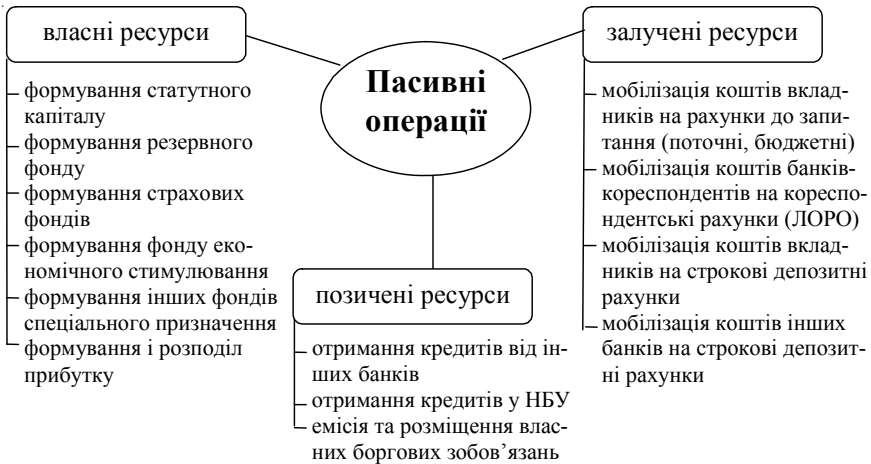 власні ресурси
формування статутного
капіталу
формування резервного
фонду
формування страхових
фондів
формування фонду еко-
номічного стимулювання
формування інших фондів
спеціального призначення
формування і розподіл
прибутку
Пасивні
операції
позичені ресурси
отримання кредитів від ін-
ших банків
отримання кредитів у НБУ
емісія та розміщення влас-
них боргових зобов’язань
залучені ресурси
мобілізація коштів вклад-
ників на рахунки до запи-
тання (поточні, бюджетні)
мобілізація коштів банків-
кореспондентів на кореспо-
ндентські рахунки (ЛОРО)
мобілізація коштів вклад-
ників на строкові депозитні
рахунки
мобілізація коштів інших
банків на строкові депозит-
ні рахунки